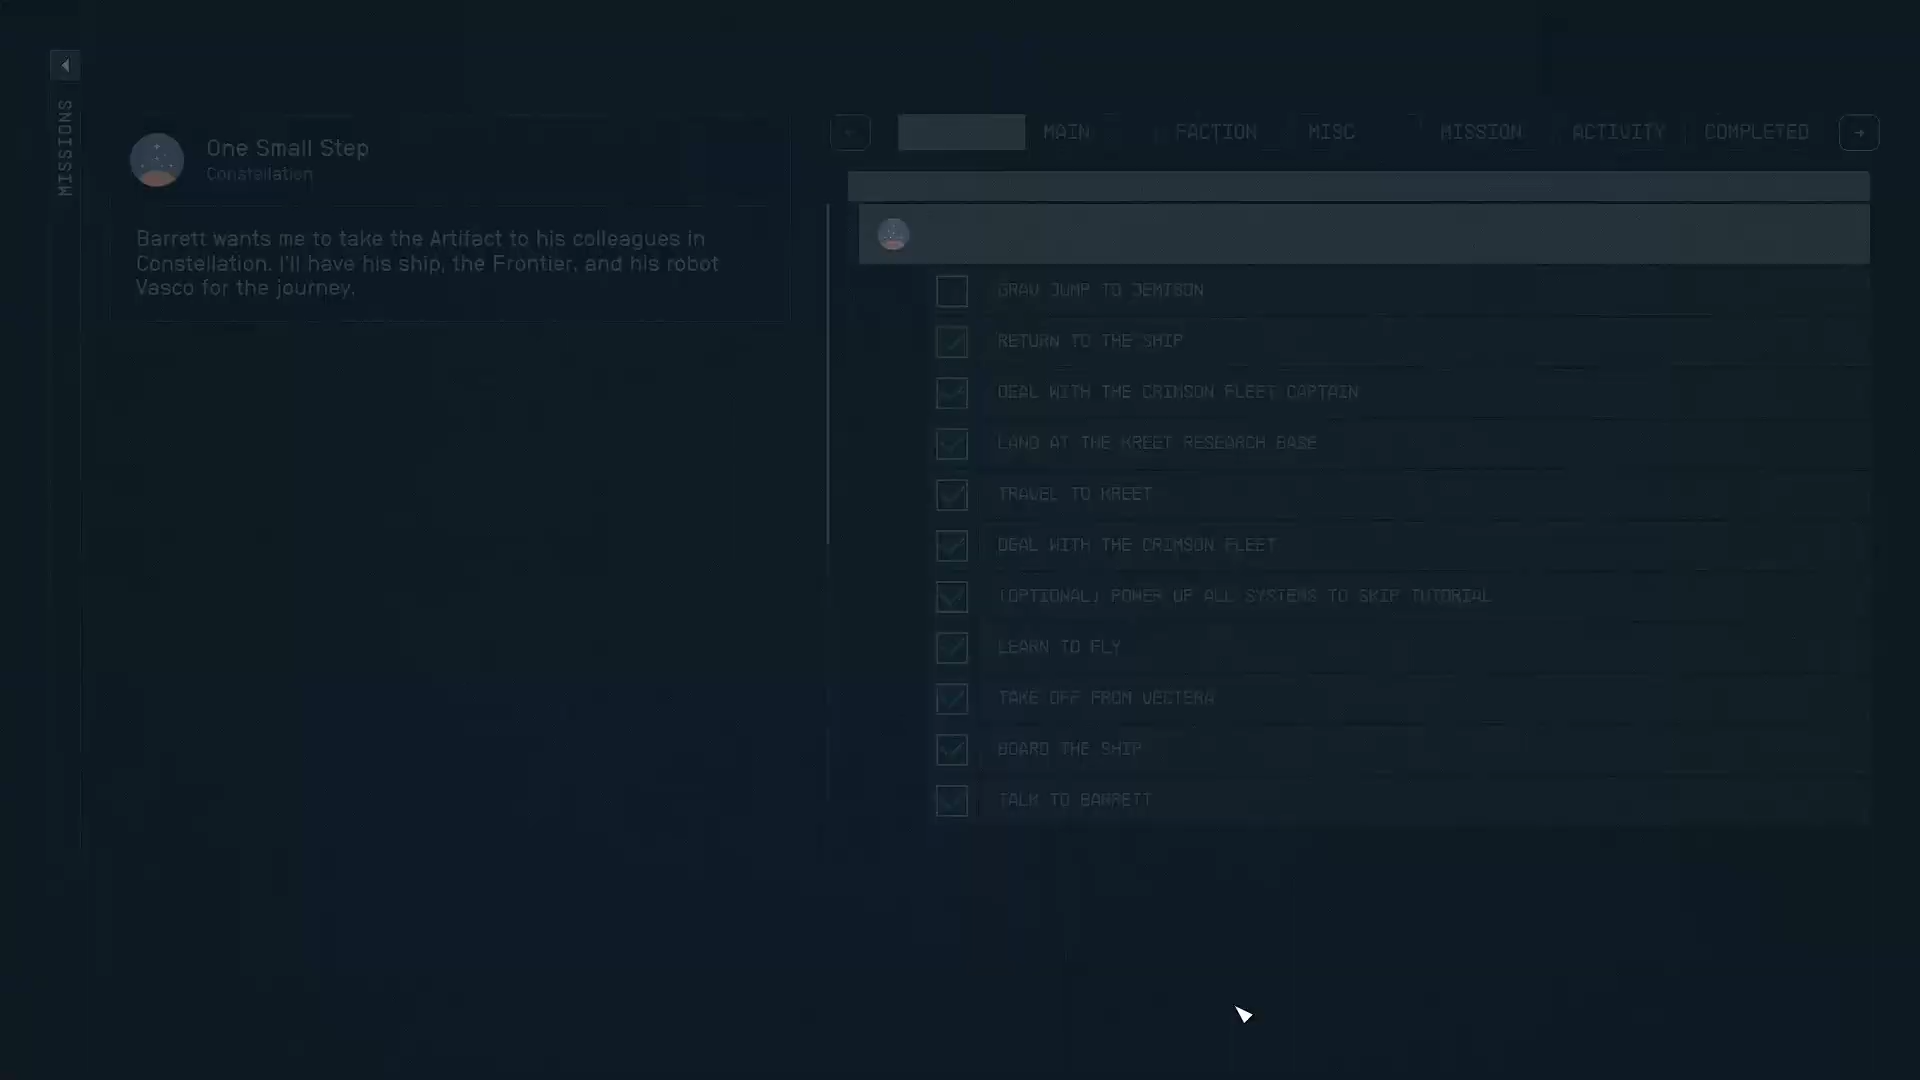 MISSIONS
One Small Step
Constellation
Barrett wants me to take the Artifact to his colleagues in
Constellation. I'll have his ship, the Frontier, and his robot
Vasco for the journey.
MAIN
FACTION
MISC
MISSION
ACTIVITY
COMPLETED
GRAV JUMP TO JEMISON
RETURN TO THE SHIP
DEAL WITH THE CRIMSON FLEET CAPTAIN
LAND AT THE KREET RESEARCH BASE
TRAVEL TO KREET
DEAL WITH THE CRIMSON FLEET
(OPTIONAL) POWER UP ALL SYSTEMS TO SKIP TUTORIAL
LEARN TO FLY
TAKE OFF FROM VECTERA
BOARD THE SHIP
TALK TO BARRETT